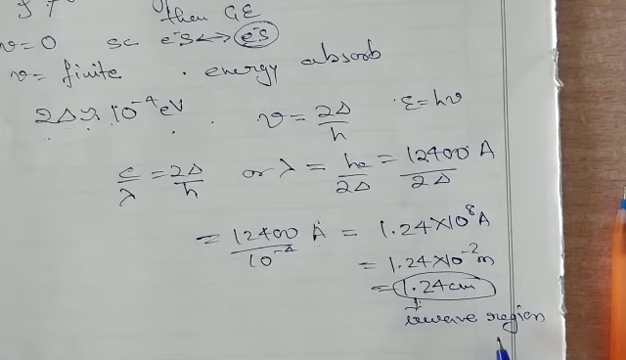 then GE
ν = 0 sc e⁻s ↔ e⁻s
ν = finite . energy absorb
2Δ ≈ 10⁻⁴ eV . ν = 2Δ/h ε = hν
c/λ = 2Δ/h or λ = hc/2Δ = 12400 Å/2Δ
= 12400/10⁻⁴ Å = 1.24×10⁸ Å
= 1.24×10⁻² m
= 1.24 cm
region